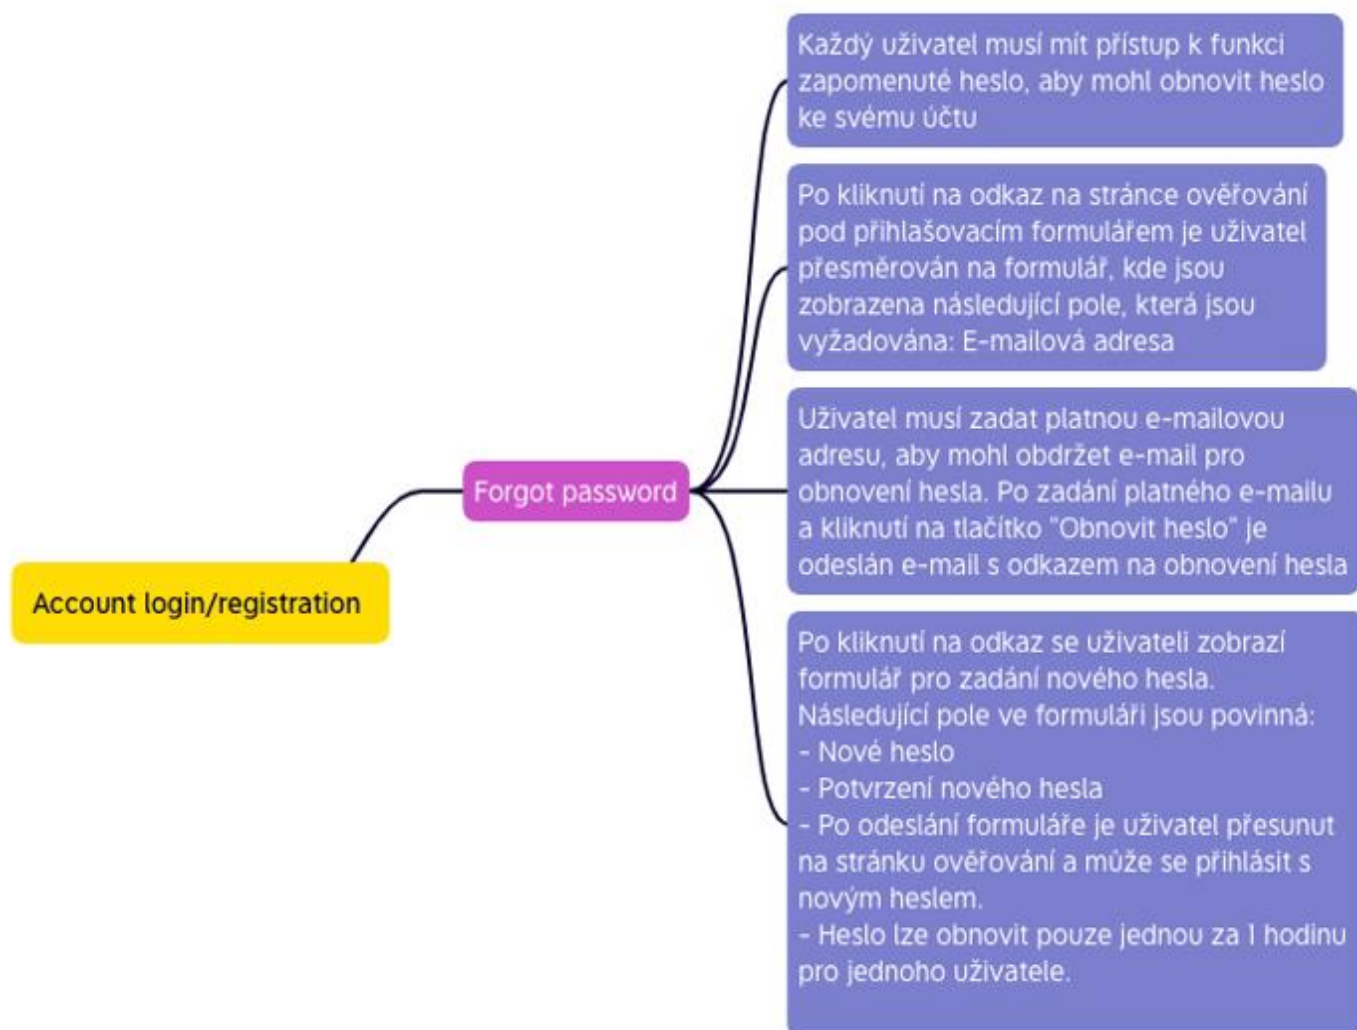 Každý uživatel musí mít přístup k funkci
zapomenuté heslo, aby mohl obnovit heslo
ke svému účtu
Po kliknutí na odkaz na stránce ověřování
pod přihlašovacím formulářem je uživatel
přesměrován na formulář, kde jsou
zobrazena následující pole, která jsou
vyžadována: E-mailová adresa
Uživatel musí zadat platnou e-mailovou
adresu, aby mohl obdržet e-mail pro
obnovení hesla. Po zadání platného e-mailu
a kliknutí na tlačítko "Obnovit heslo" je
odeslán e-mail s odkazem na obnovení hesla
Forgot password
Account login/registration
Po kliknutí na odkaz se uživateli zobrazí
formulář pro zadání nového hesla.
Následující pole ve formuláři jsou povinná:
- Nové heslo
- Potvrzení nového hesla
- Po odeslání formuláře je uživatel přesunut
na stránku ověřování a může se přihlásit s
novým heslem.
- Heslo lze obnovit pouze jednou za 1 hodinu
pro jednoho uživatele.